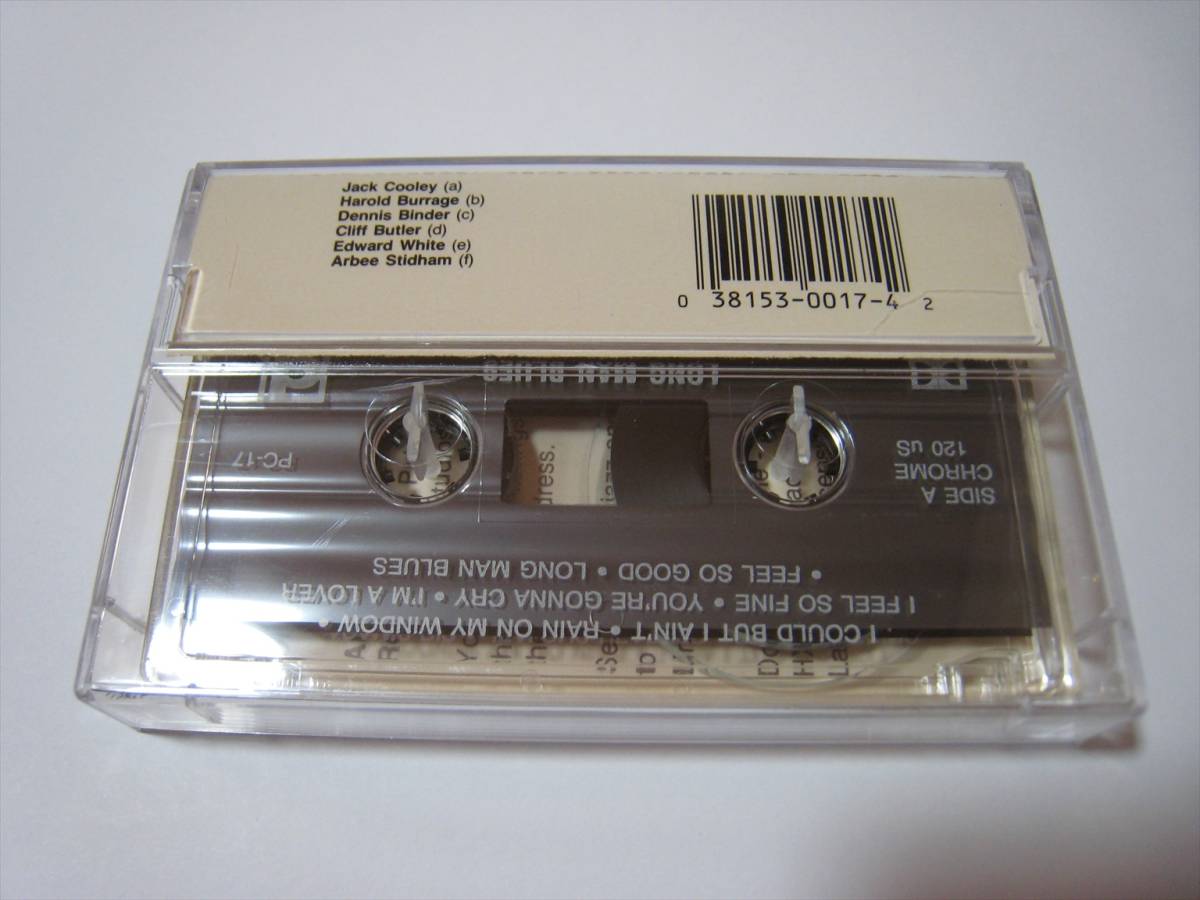 Jack Cooley (a)
Harold Burrage (b)
Dennis Binder (c)
Cliff Butler (d)
Edward White (e)
Arbee Stidham (f)
0 38153-0017-4 2
LONG MAN BLUES
SIDE A
CHROME
120 uS
PC-17
I COULD BUT I AIN'T • RAIN ON MY WINDOW •
I FEEL SO FINE • YOU'RE GONNA CRY • I'M A LOVER
• FEEL SO GOOD • LONG MAN BLUES
dress.